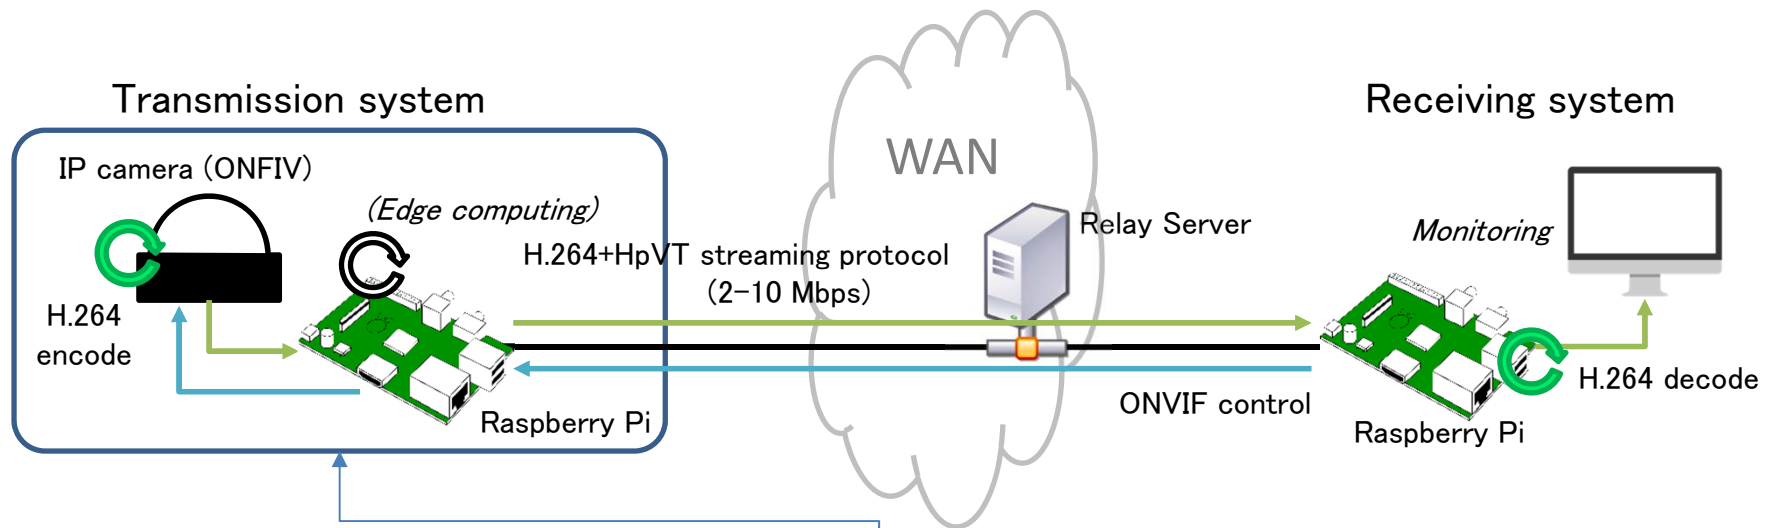 Transmission system
Receiving system
IP camera (ONFIV)
(Edge computing)
WAN
Relay Server
Monitoring
H.264+HpVT streaming protocol
(2-10 Mbps)
H.264
encode
H.264 decode
ONVIF control
Raspberry Pi
Raspberry Pi